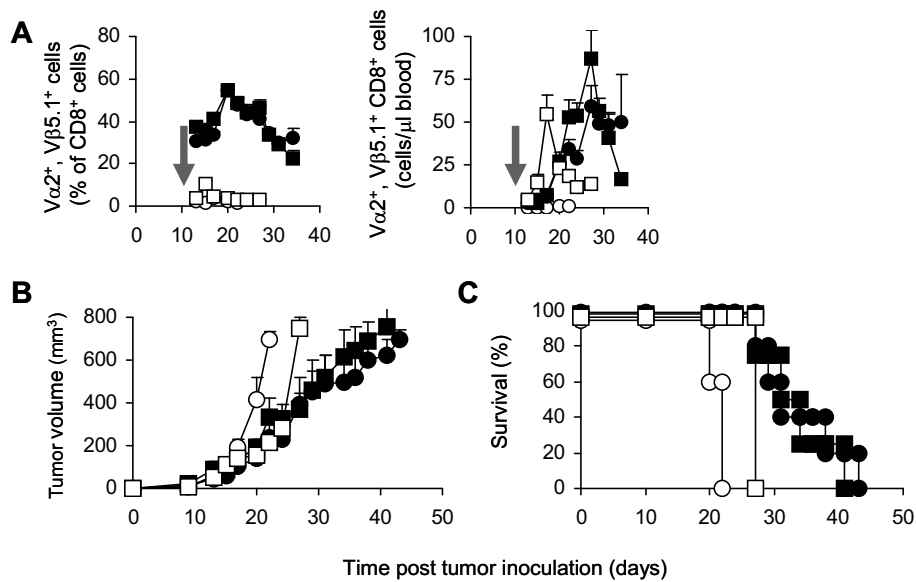 A
Vα2⁺, Vβ5.1⁺ cells
(% of CD8⁺ cells)
80
60
40
20
0
0 10 20 30 40
Vα2⁺, Vβ5.1⁺ CD8⁺ cells
(cells/μl blood)
100
75
50
25
0
0 10 20 30 40
B
Tumor volume (mm³)
800
600
400
200
0
0 10 20 30 40 50
C
Survival (%)
100
80
60
40
20
0
0 10 20 30 40 50
Time post tumor inoculation (days)